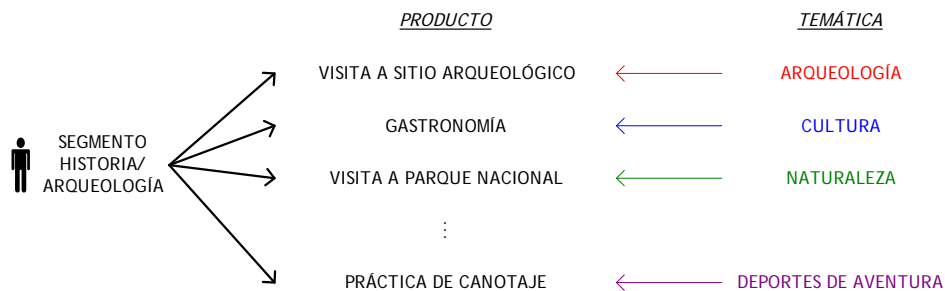 PRODUCTO TEMÁTICA
VISITA A SITIO ARQUEOLÓGICO ARQUEOLOGÍA
GASTRONOMÍA CULTURA
SEGMENTO
HISTORIA/
ARQUEOLOGÍA
VISITA A PARQUE NACIONAL NATURALEZA
⋮
PRÁCTICA DE CANOTAJE DEPORTES DE AVENTURA